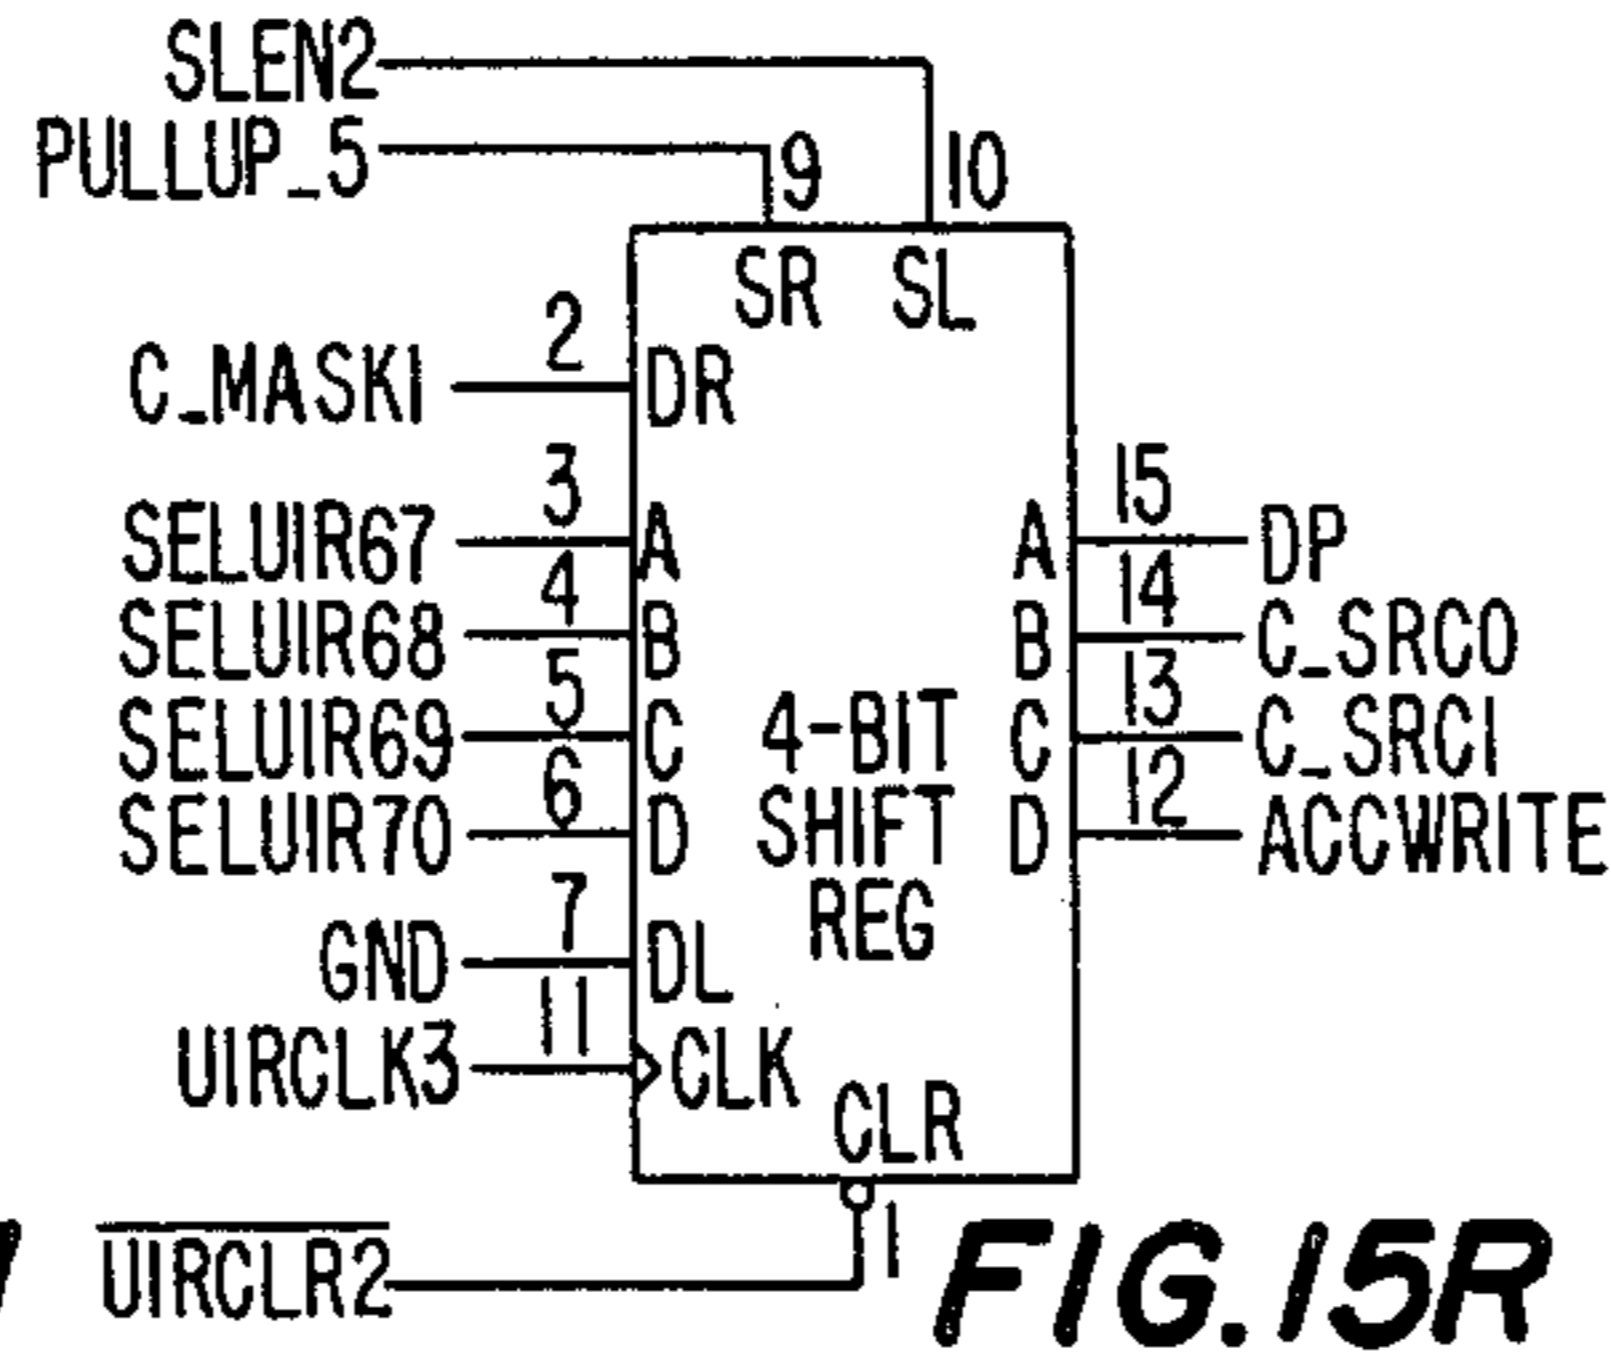 SLEN2
PULLUP_5
9
10
SR SL
2
C_MASK1
DR
3
15
SELUIR67
A
A
DP
4
14
SELUIR68
B
B
C_SRC0
5
13
SELUIR69
C
4-BIT
C
C_SRC1
6
12
SELUIR70
D
SHIFT
D
ACCWRITE
7
REG
GND
DL
11
UIRCLK3
CLK
CLR
1
UIRCLR2
FIG.15R